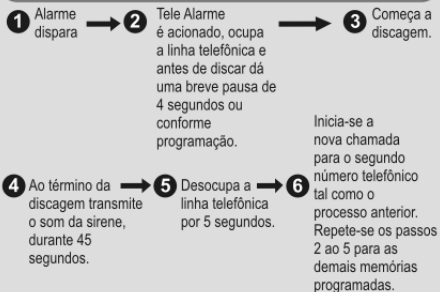 1 Alarme
dispara
2 Tele Alarme
é acionado, ocupa
a linha telefônica e
antes de discar dá
uma breve pausa de
4 segundos ou
conforme
programação.
3 Começa a
discagem.
4 Ao término da
discagem transmite
o som da sirene,
durante 45
segundos.
5 Desocupa a
linha telefônica
por 5 segundos.
6 Inicia-se a
nova chamada
para o segundo
número telefônico
tal como o
processo anterior.
Repete-se os passos
2 ao 5 para as
demais memórias
programadas.